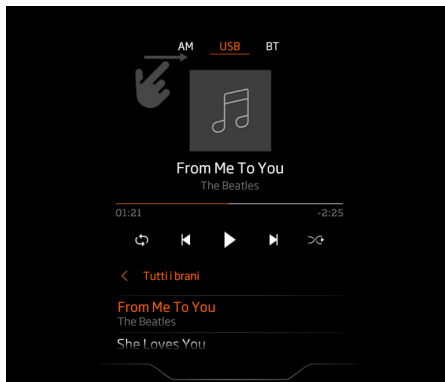 AM USB BT
From Me To You
The Beatles
01:21 -2:25
Tutti i brani
From Me To You
The Beatles
She Loves You